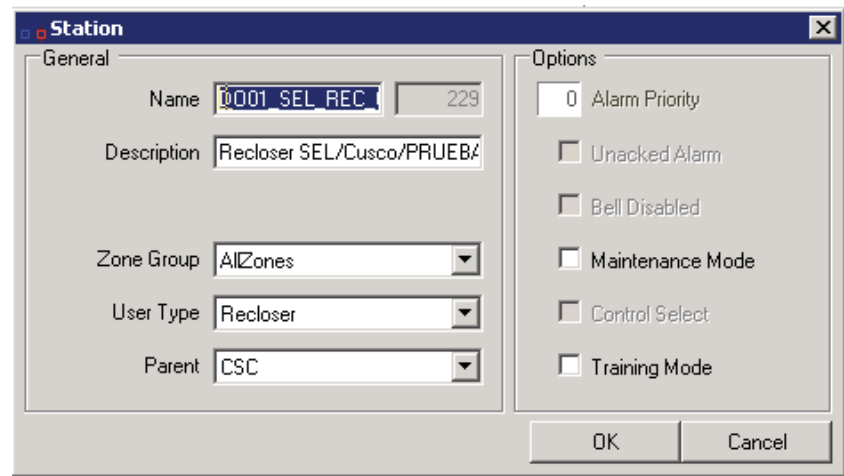 Station
General
Name DO01_SEL_REC_ 229
Description Recloser SEL/Cusco/PRUEBA
Zone Group AllZones
User Type Recloser
Parent CSC
Options
0 Alarm Priority
Unacked Alarm
Bell Disabled
Maintenance Mode
Control Select
Training Mode
OK Cancel